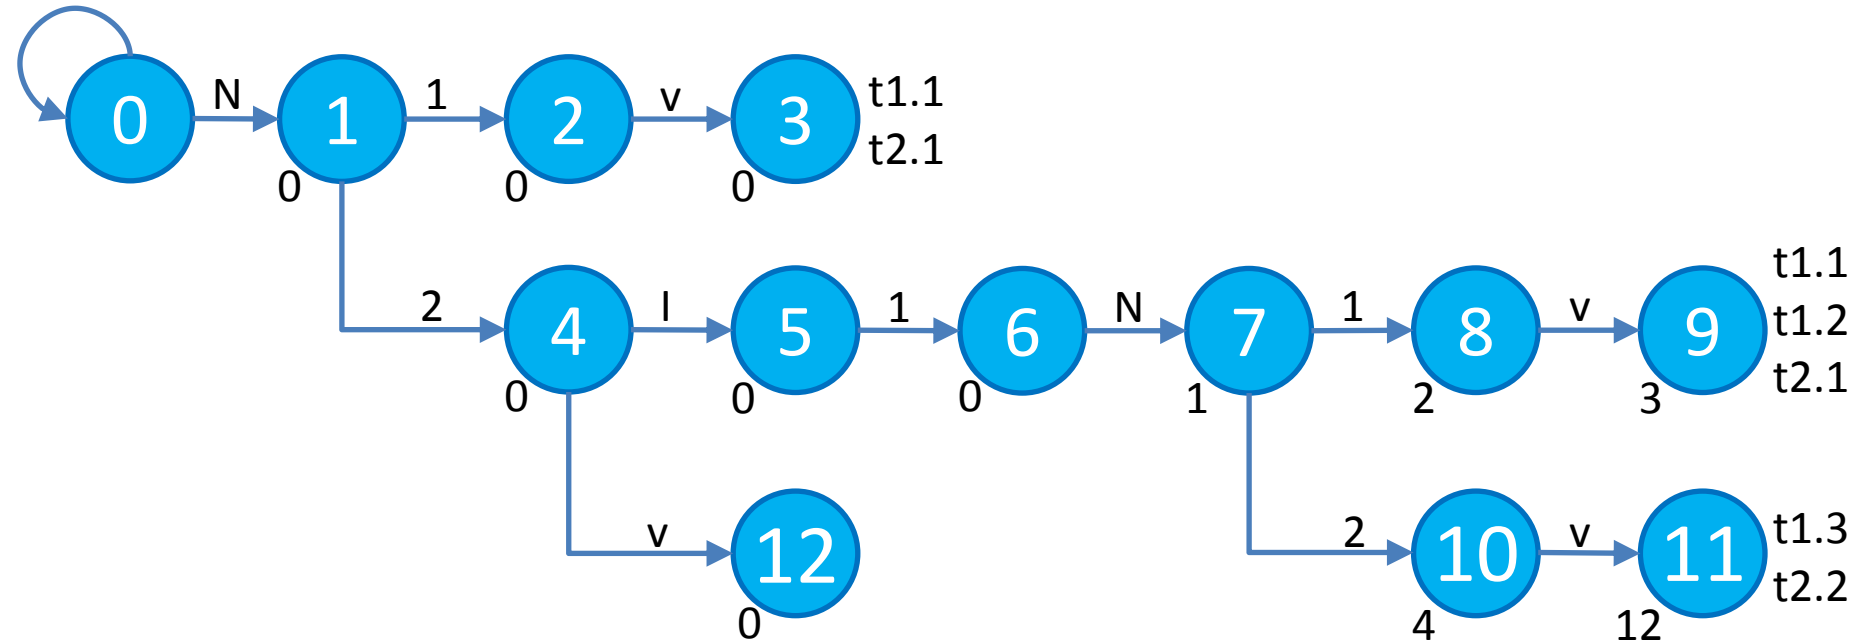 0 N 1 1 2 v 3 t1.1
t2.1
0 0 0
2 4 I 5 1 6 N 7 1 8 v 9 t1.1
t1.2
t2.1
0 0 0 1 2 3
v 12 2 10 v 11 t1.3
t2.2
0 4 12